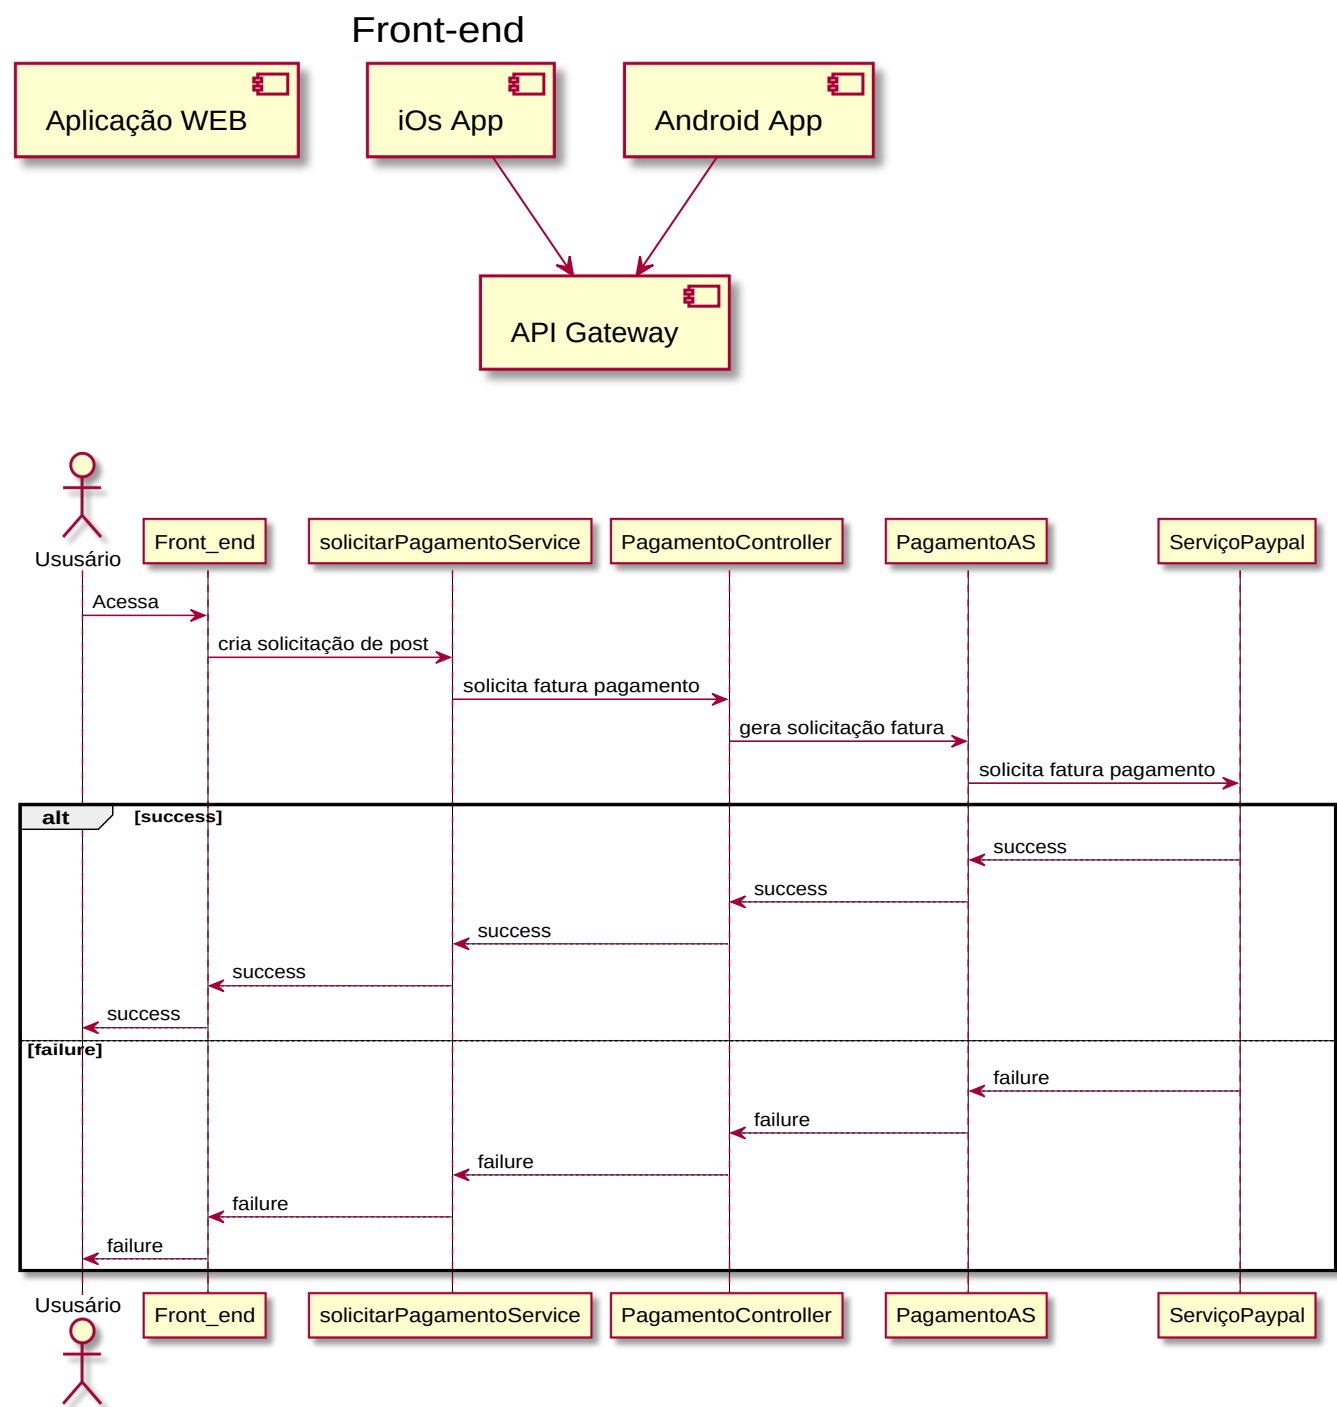 Front-end
Aplicação WEB
iOs App
Android App
API Gateway
Ususário
Front_end
solicitarPagamentoService
PagamentoController
PagamentoAS
ServiçoPaypal
Acessa
cria solicitação de post
solicita fatura pagamento
gera solicitação fatura
solicita fatura pagamento
alt
[success]
success
success
success
success
success
[failure]
failure
failure
failure
failure
failure
Ususário
Front_end
solicitarPagamentoService
PagamentoController
PagamentoAS
ServiçoPaypal